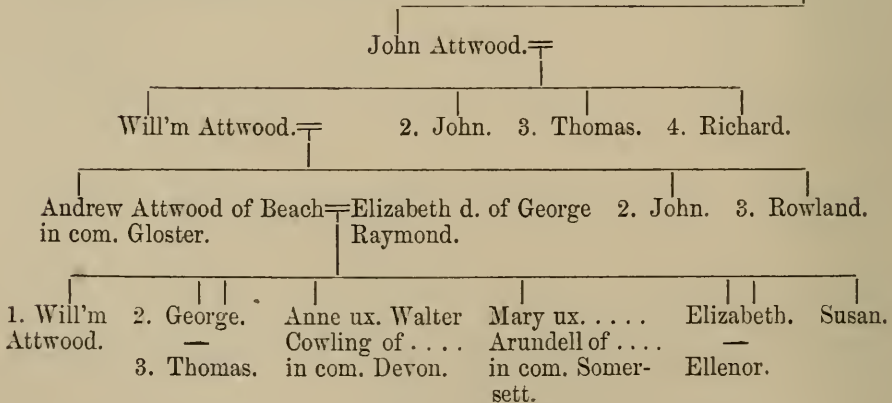 John Attwood.
Will'm Attwood. 2. John. 3. Thomas. 4. Richard.
Andrew Attwood of Beach Elizabeth d. of George 2. John. 3. Rowland.
in com. Gloster. Raymond.
1. Will'm 2. George. Anne ux. Walter Mary ux. . . . . . Elizabeth. Susan.
Attwood. — Cowling of . . . . Arundell of . . . . —
3. Thomas. in com. Devon. in com. Somer- Ellenor.
sett.